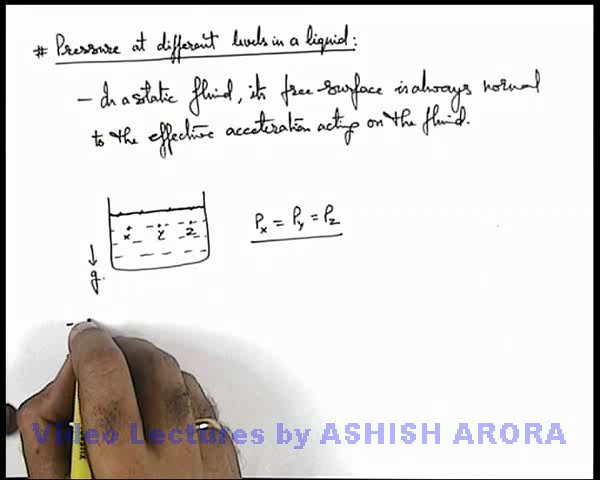 # Pressure at different levels in a liquid:
- In a static fluid, its free surface is always normal
to the effective acceteration acting on the fluid.
x y z
Px = Py = Pz
g.
Video Lectures by ASHISH ARORA